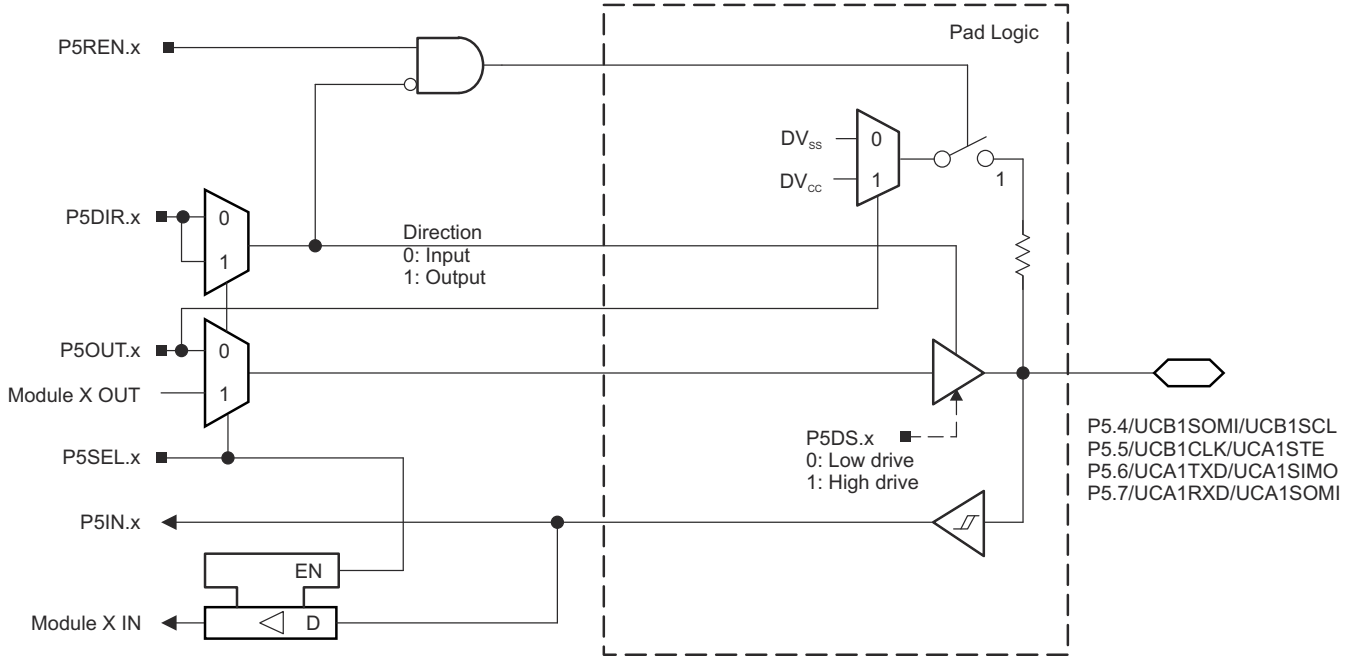 Pad Logic
P5REN.x
DVSS
0
DVCC
1
1
P5DIR.x
0
1
Direction
0: Input
1: Output
P5OUT.x
0
Module X OUT
1
P5DS.x
0: Low drive
1: High drive
P5.4/UCB1SOMI/UCB1SCL
P5.5/UCB1CLK/UCA1STE
P5.6/UCA1TXD/UCA1SIMO
P5.7/UCA1RXD/UCA1SOMI
P5SEL.x
P5IN.x
EN
Module X IN
D